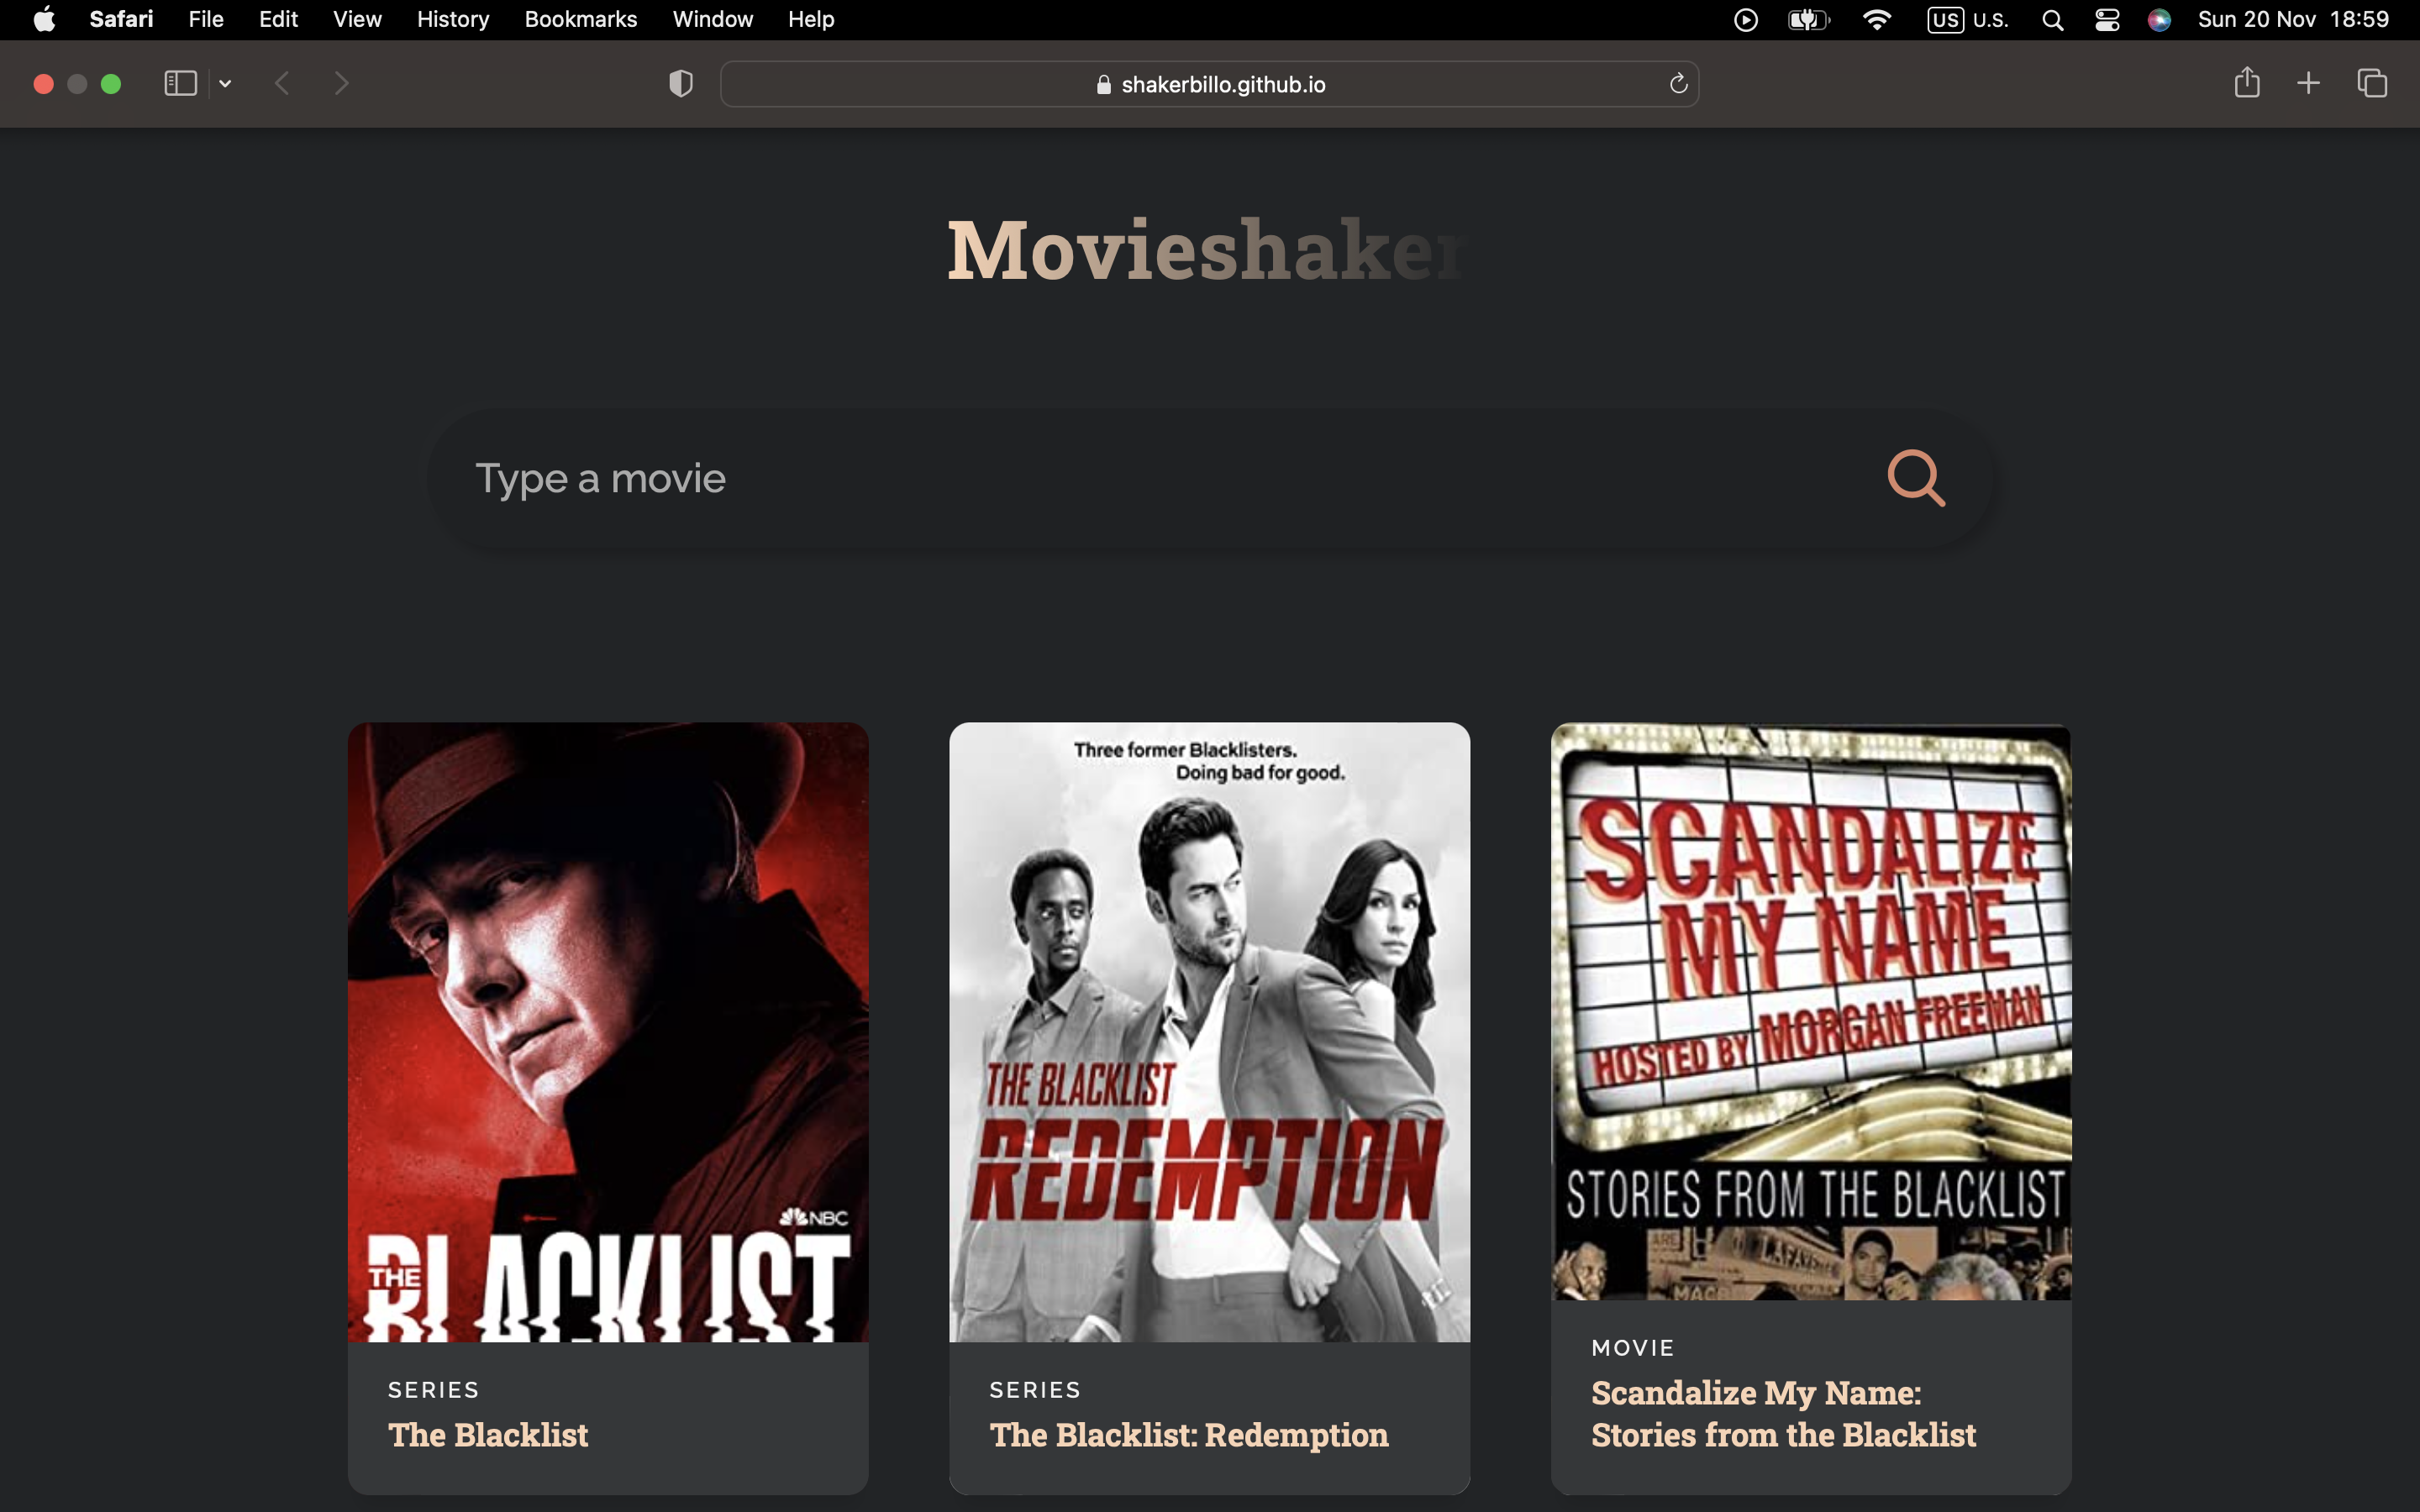 Safari File Edit View History Bookmarks Window Help US U.S. Sun 20 Nov 18:59
shakerbillo.github.io
Movieshaker
Type a movie
NBC
THE
BLACKLIST
SERIES
The Blacklist
Three former Blacklisters.
Doing bad for good.
THE BLACKLIST
REDEMPTION
SERIES
The Blacklist: Redemption
SCANDALIZE
MY NAME
HOSTED BY MORGAN FREEMAN
STORIES FROM THE BLACKLIST
LAFAYETTE
MOVIE
Scandalize My Name:
Stories from the Blacklist